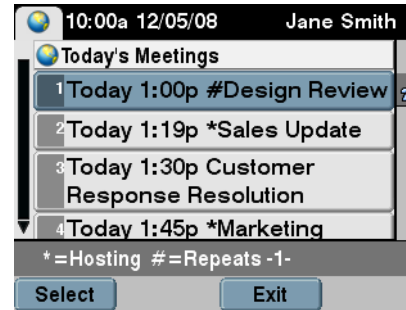 10:00a 12/05/08 Jane Smith
Today's Meetings
1 Today 1:00p #Design Review
2 Today 1:19p *Sales Update
3 Today 1:30p Customer
Response Resolution
4 Today 1:45p *Marketing
*=Hosting #=Repeats -1-
Select Exit